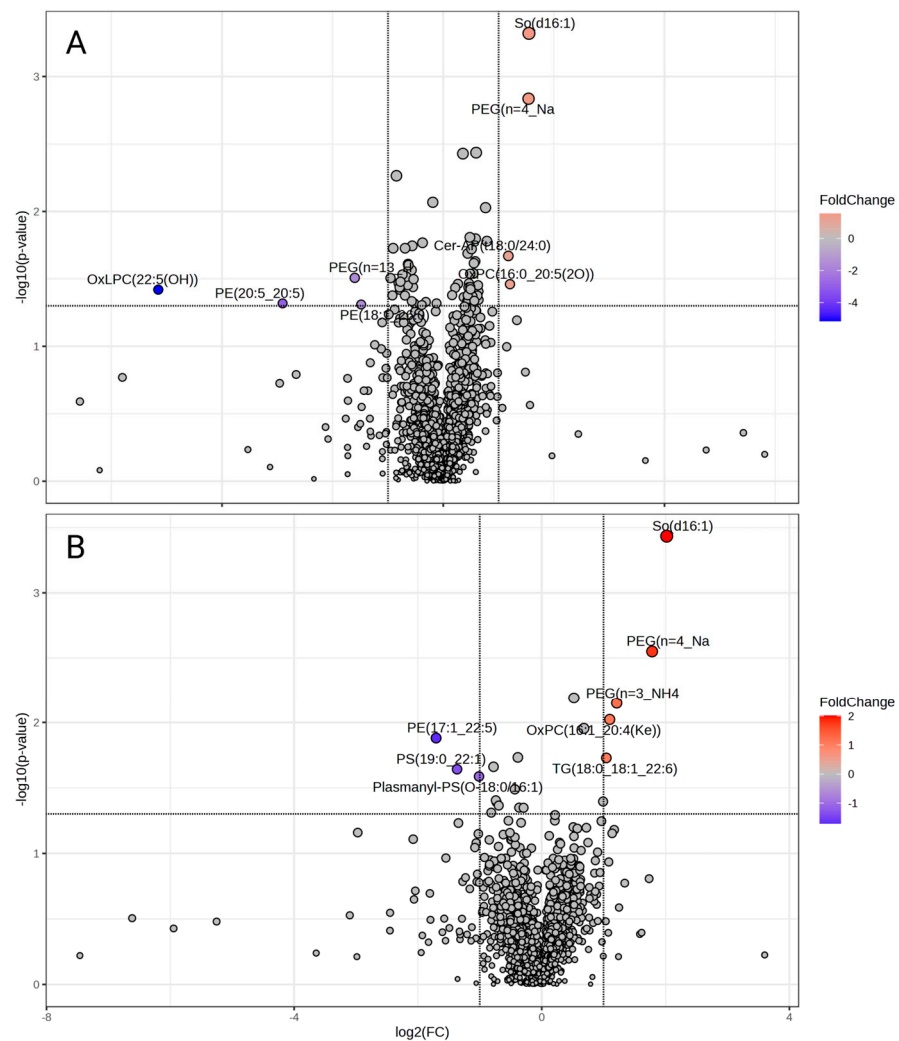 A
So(d16:1)
3
PEG(n=4_Na
2
Cer-AP(t18:0/24:0)
PEG(n=13_
OxPC(16:0_20:5(2O))
OxLPC(22:5(OH))
PE(20:5_20:5)
1
0
-log10(p-value)
FoldChange
0
-2
-4
B
So(d16:1)
3
PEG(n=4_Na
PEG(n=3_NH4
2
PE(17:1_22:5)
OxPC(16:1_20:4(Ke))
PS(19:0_22:1)
TG(18:0_18:1_22:6)
Plasmanyl-PS(O-18:0/16:1)
1
0
-log10(p-value)
FoldChange
2
1
0
-1
-8
-4
0
4
log2(FC)